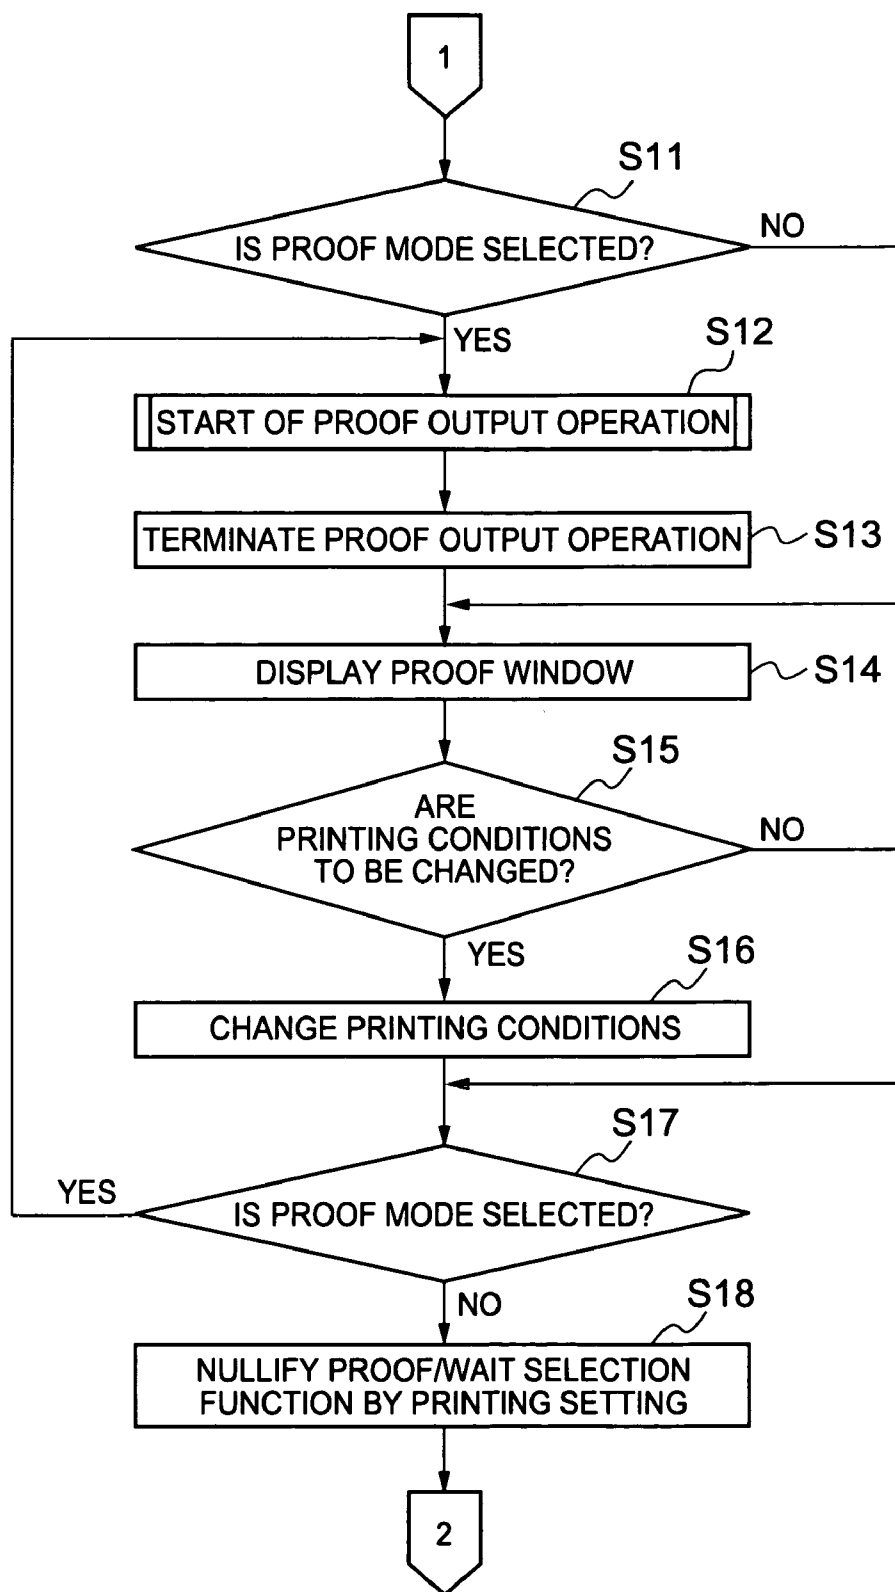 1
S11
IS PROOF MODE SELECTED?
NO
YES
S12
START OF PROOF OUTPUT OPERATION
TERMINATE PROOF OUTPUT OPERATION
S13
DISPLAY PROOF WINDOW
S14
S15
ARE
PRINTING CONDITIONS
TO BE CHANGED?
NO
YES
S16
CHANGE PRINTING CONDITIONS
S17
YES
IS PROOF MODE SELECTED?
NO
S18
NULLIFY PROOF/WAIT SELECTION
FUNCTION BY PRINTING SETTING
2